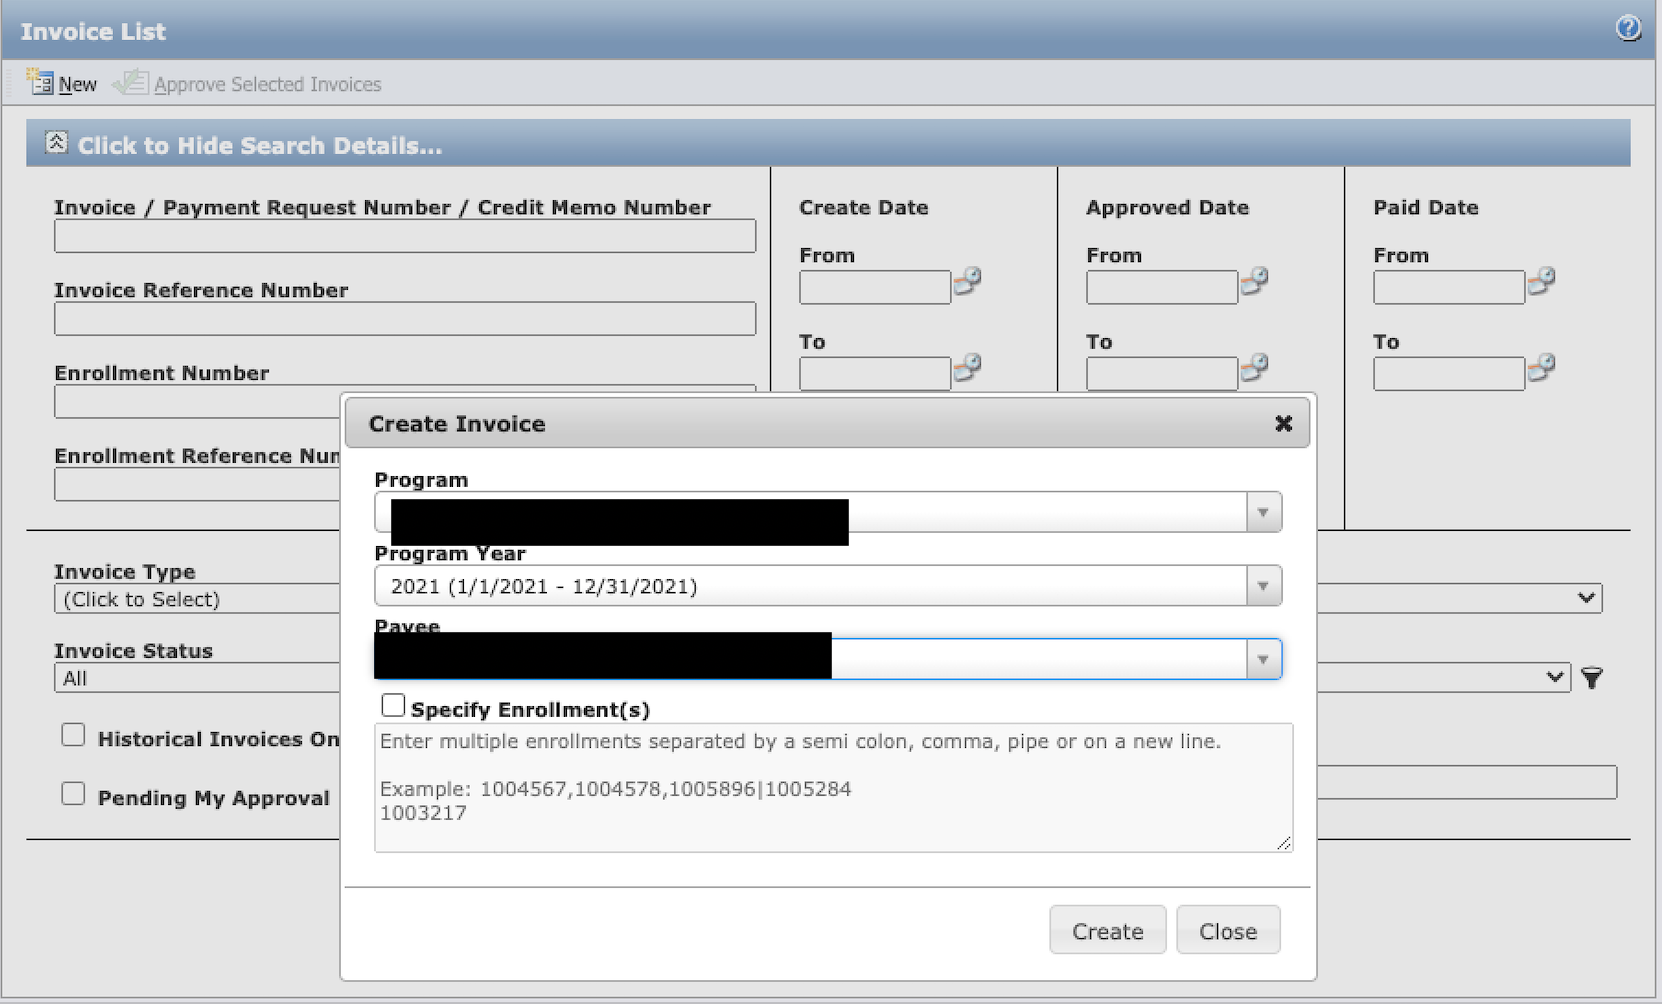 Invoice List
New Approve Selected Invoices
Click to Hide Search Details...
Invoice / Payment Request Number / Credit Memo Number
Invoice Reference Number
Enrollment Number
Enrollment Reference Num
Create Date
From
To
Approved Date
From
To
Paid Date
From
To
Invoice Type
(Click to Select)
Invoice Status
All
Historical Invoices On
Pending My Approval
Create Invoice
Program
Program Year
2021 (1/1/2021 - 12/31/2021)
Payee
Specify Enrollment(s)
Enter multiple enrollments separated by a semi colon, comma, pipe or on a new line.
Example: 1004567,1004578,1005896|1005284
1003217
Create Close